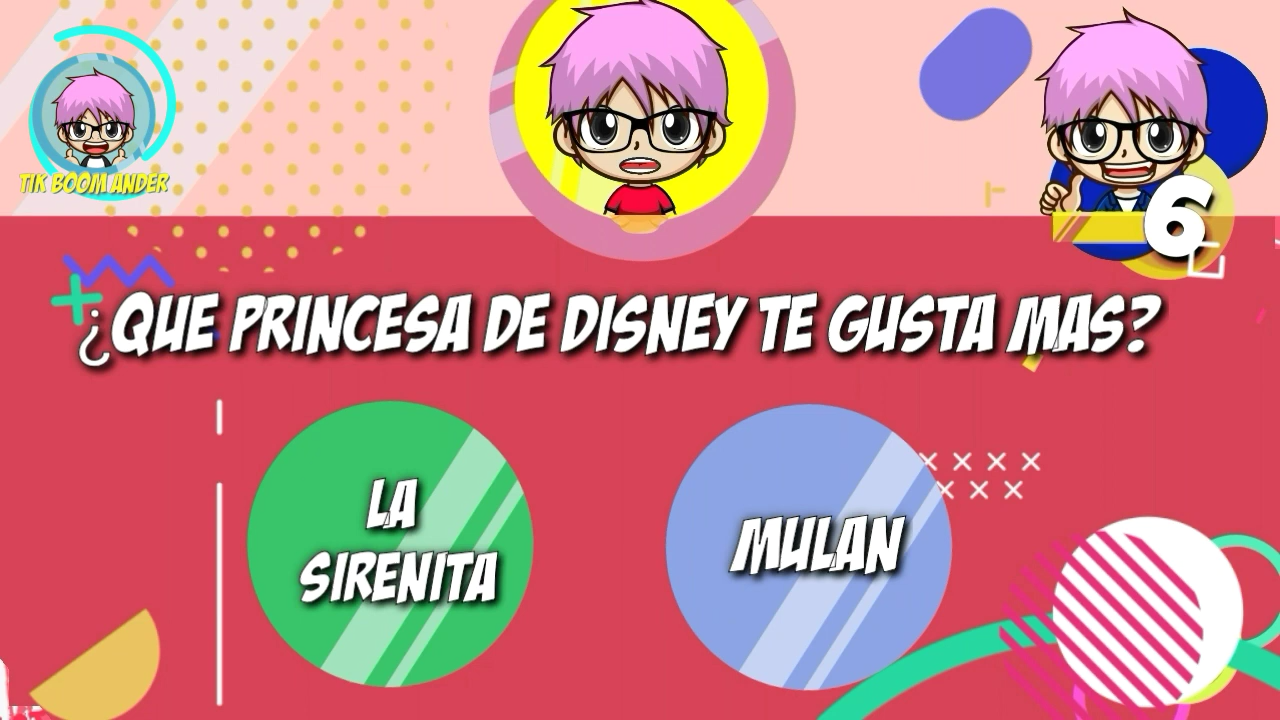 TIK BOOM ANDER
6
¿QUE PRINCESA DE DISNEY TE GUSTA MAS?
LA
SIRENITA
MULAN